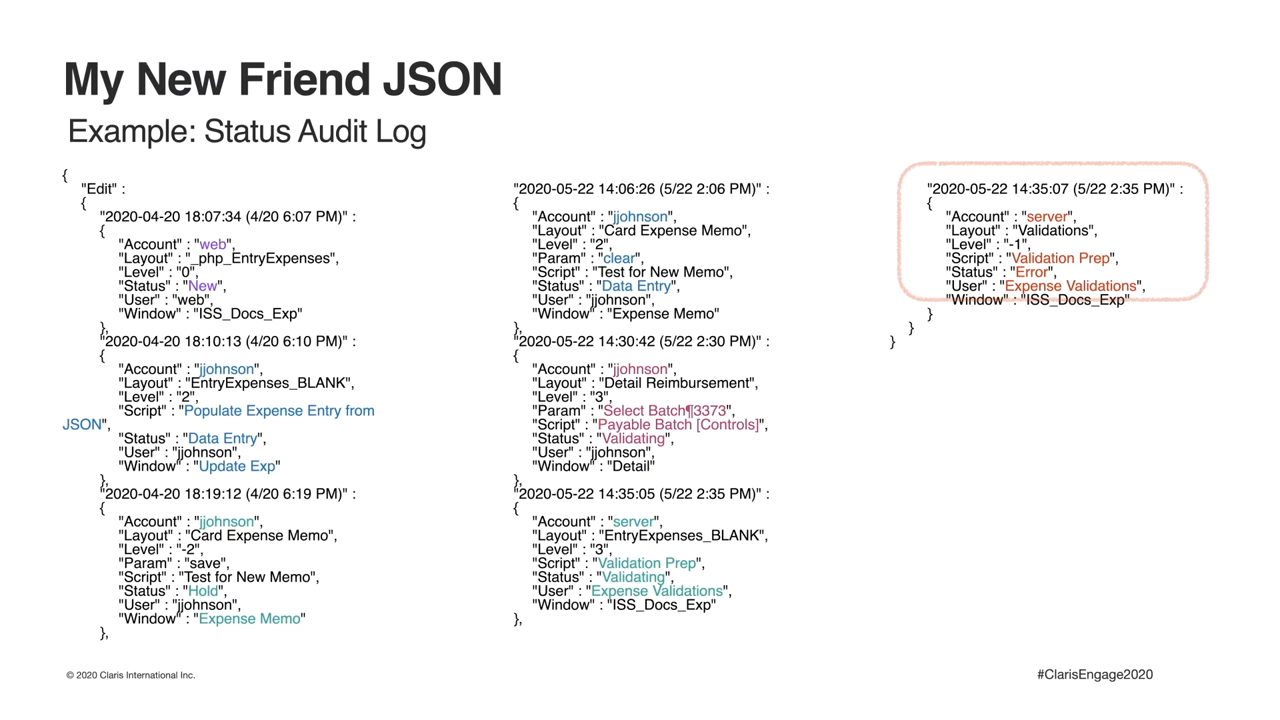 My New Friend JSON
Example: Status Audit Log
{
"Edit" :
{
"2020-04-20 18:07:34 (4/20 6:07 PM)" :
{
"Account" : "web",
"Layout" : "_php_EntryExpenses",
"Level" : "0",
"Status" : "New",
"User" : "web",
"Window" : "ISS_Docs_Exp"
},
"2020-04-20 18:10:13 (4/20 6:10 PM)" :
{
"Account" : "jjohnson",
"Layout" : "EntryExpenses_BLANK",
"Level" : "2",
"Script" : "Populate Expense Entry from
JSON",
"Status" : "Data Entry",
"User" : "jjohnson",
"Window" : "Update Exp"
},
"2020-04-20 18:19:12 (4/20 6:19 PM)" :
{
"Account" : "jjohnson",
"Layout" : "Card Expense Memo",
"Level" : "-2",
"Param" : "save",
"Script" : "Test for New Memo",
"Status" : "Hold",
"User" : "jjohnson",
"Window" : "Expense Memo"
},
"2020-05-22 14:06:26 (5/22 2:06 PM)" :
{
"Account" : "jjohnson",
"Layout" : "Card Expense Memo",
"Level" : "2",
"Param" : "clear",
"Script" : "Test for New Memo",
"Status" : "Data Entry",
"User" : "jjohnson",
"Window" : "Expense Memo"
},
"2020-05-22 14:30:42 (5/22 2:30 PM)" :
{
"Account" : "jjohnson",
"Layout" : "Detail Reimbursement",
"Level" : "3",
"Param" : "Select Batch¶3373",
"Script" : "Payable Batch [Controls]",
"Status" : "Validating",
"User" : "jjohnson",
"Window" : "Detail"
},
"2020-05-22 14:35:05 (5/22 2:35 PM)" :
{
"Account" : "server",
"Layout" : "EntryExpenses_BLANK",
"Level" : "3",
"Script" : "Validation Prep",
"Status" : "Validating",
"User" : "Expense Validations",
"Window" : "ISS_Docs_Exp"
},
"2020-05-22 14:35:07 (5/22 2:35 PM)" :
{
"Account" : "server",
"Layout" : "Validations",
"Level" : "-1",
"Script" : "Validation Prep",
"Status" : "Error",
"User" : "Expense Validations",
"Window" : "ISS_Docs_Exp"
}
}
}
© 2020 Claris International Inc.
#ClarisEngage2020